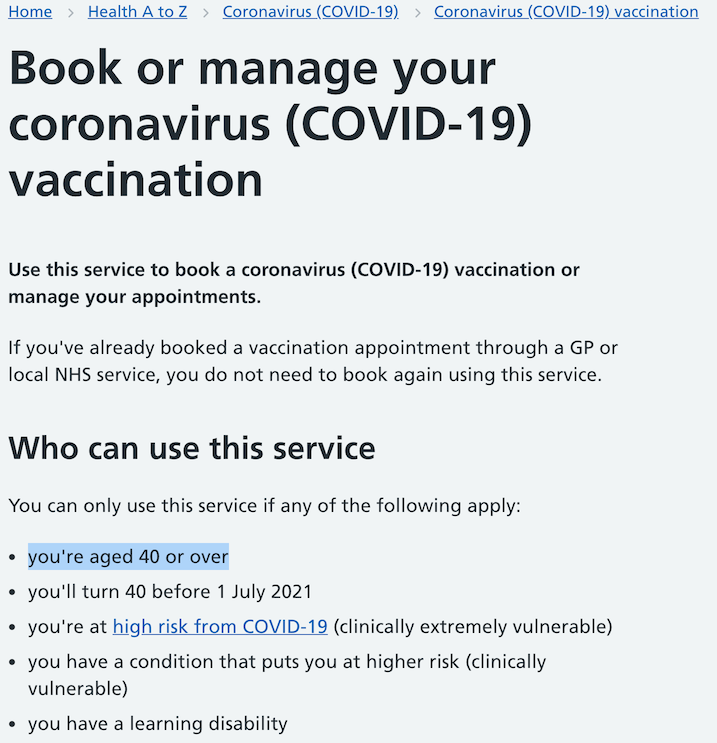 Home > Health A to Z > Coronavirus (COVID-19) > Coronavirus (COVID-19) vaccination
Book or manage your
coronavirus (COVID-19)
vaccination
Use this service to book a coronavirus (COVID-19) vaccination or
manage your appointments.
If you've already booked a vaccination appointment through a GP or
local NHS service, you do not need to book again using this service.
Who can use this service
You can only use this service if any of the following apply:
• you're aged 40 or over
• you'll turn 40 before 1 July 2021
• you're at high risk from COVID-19 (clinically extremely vulnerable)
• you have a condition that puts you at higher risk (clinically
vulnerable)
• you have a learning disability